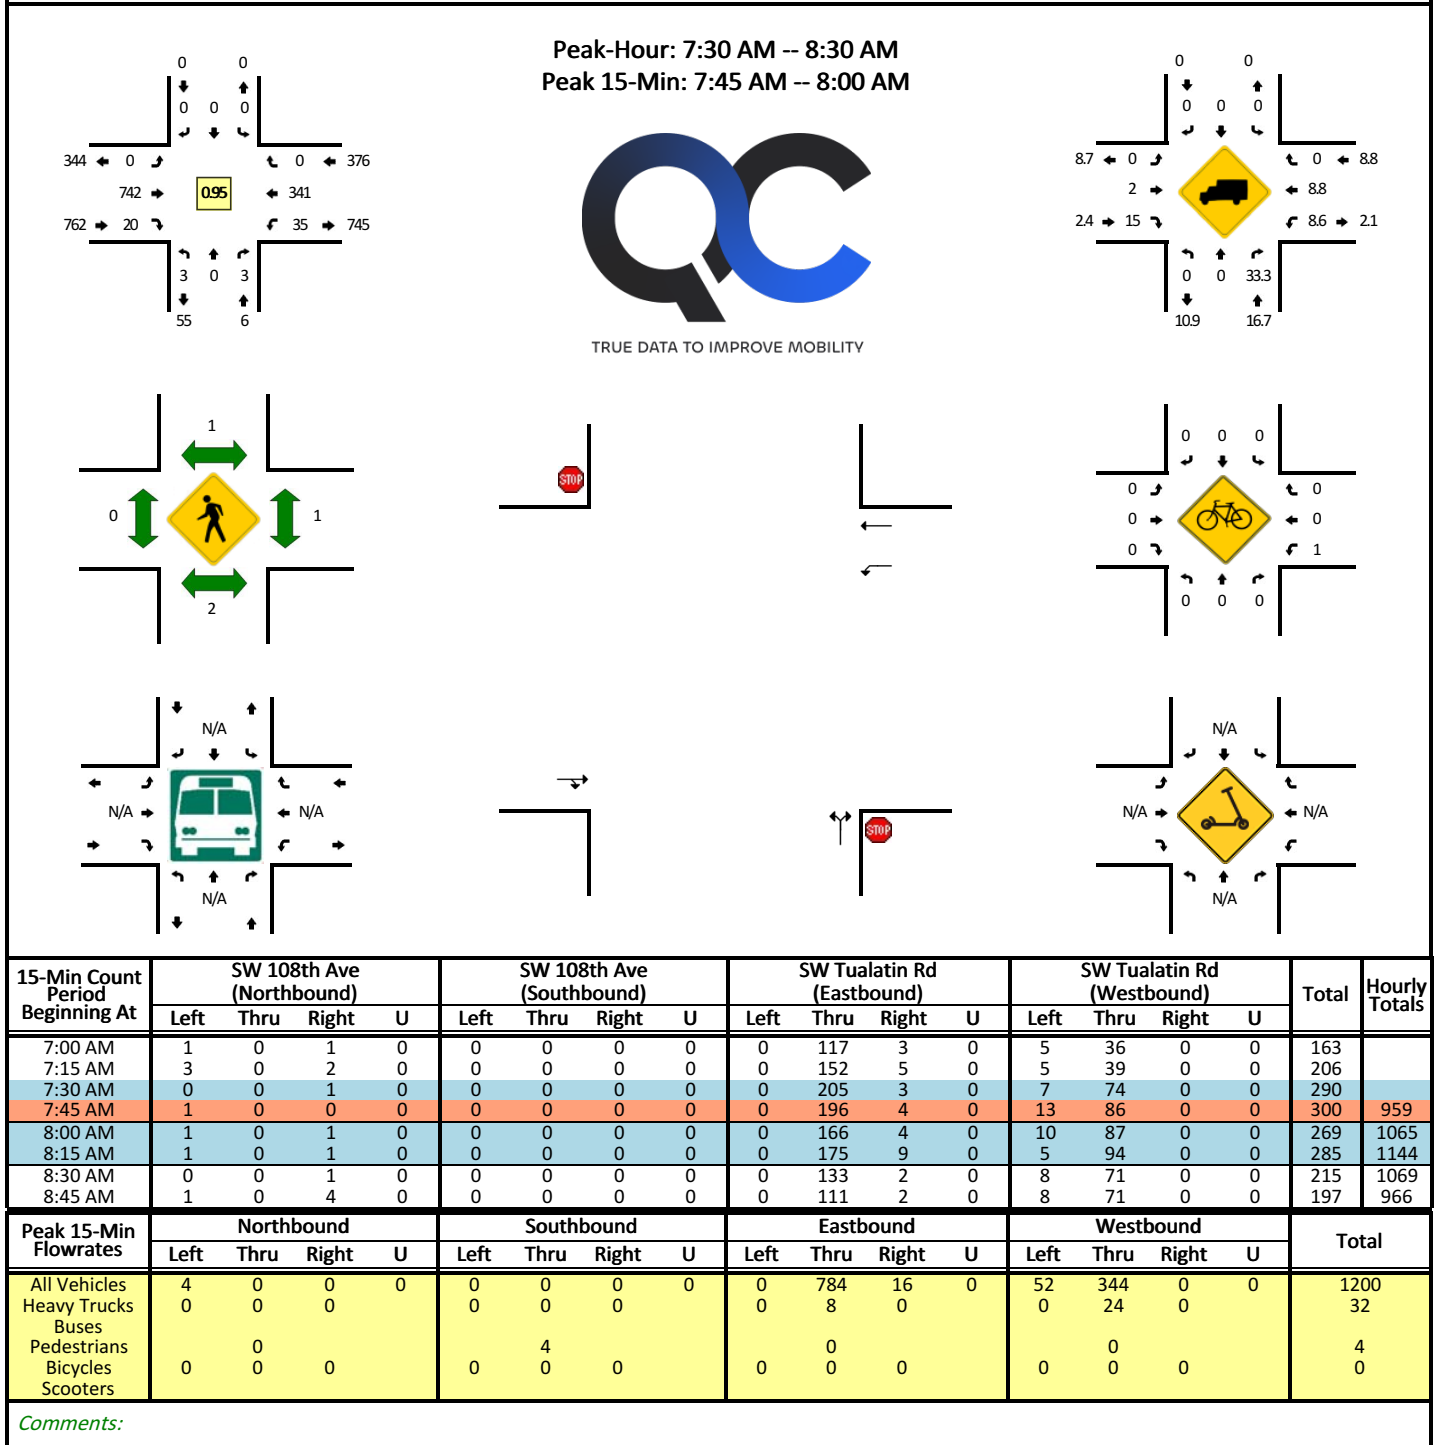 Peak-Hour: 7:30 AM -- 8:30 AM
Peak 15-Min: 7:45 AM -- 8:00 AM
0 0
0 0 0
344 0 0 376
742 0.95 341
762 20 35 745
3 0 3
55 6
TRUE DATA TO IMPROVE MOBILITY
0 0
0 0 0
8.7 0 0 8.8
2 8.8
2.4 15 8.6 2.1
0 0 33.3
10.9 16.7
1
0 1
2
STOP
0 0 0
0 0
0 0
0 1
0 0 0
N/A
N/A N/A
N/A
STOP
N/A
N/A N/A
N/A
15-Min Count Period Beginning At SW 108th Ave (Northbound) SW 108th Ave (Southbound) SW Tualatin Rd (Eastbound) SW Tualatin Rd (Westbound) Total Hourly Totals
Left Thru Right U Left Thru Right U Left Thru Right U Left Thru Right U
7:00 AM 1 0 1 0 0 0 0 0 0 117 3 0 5 36 0 0 163
7:15 AM 3 0 2 0 0 0 0 0 0 152 5 0 5 39 0 0 206
7:30 AM 0 0 1 0 0 0 0 0 0 205 3 0 7 74 0 0 290
7:45 AM 1 0 0 0 0 0 0 0 0 196 4 0 13 86 0 0 300 959
8:00 AM 1 0 1 0 0 0 0 0 0 166 4 0 10 87 0 0 269 1065
8:15 AM 1 0 1 0 0 0 0 0 0 175 9 0 5 94 0 0 285 1144
8:30 AM 0 0 1 0 0 0 0 0 0 133 2 0 8 71 0 0 215 1069
8:45 AM 1 0 4 0 0 0 0 0 0 111 2 0 8 71 0 0 197 966
Peak 15-Min Flowrates Northbound Southbound Eastbound Westbound Total
Left Thru Right U Left Thru Right U Left Thru Right U Left Thru Right U
All Vehicles 4 0 0 0 0 0 0 0 0 784 16 0 52 344 0 0 1200
Heavy Trucks 0 0 0 0 0 0 0 8 0 0 24 0 32
Buses
Pedestrians 0 4 0 0 4
Bicycles 0 0 0 0 0 0 0 0 0 0 0 0 0
Scooters
Comments: